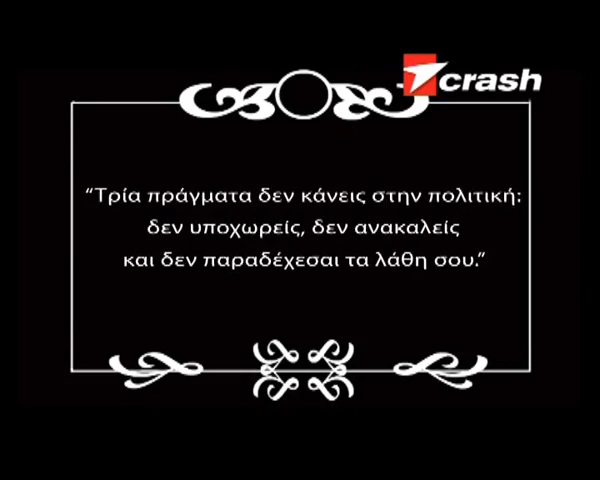 crash
“Τρία πράγματα δεν κάνεις στην πολιτική:
δεν υποχωρείς, δεν ανακαλείς
και δεν παραδέχεσαι τα λάθη σου.”